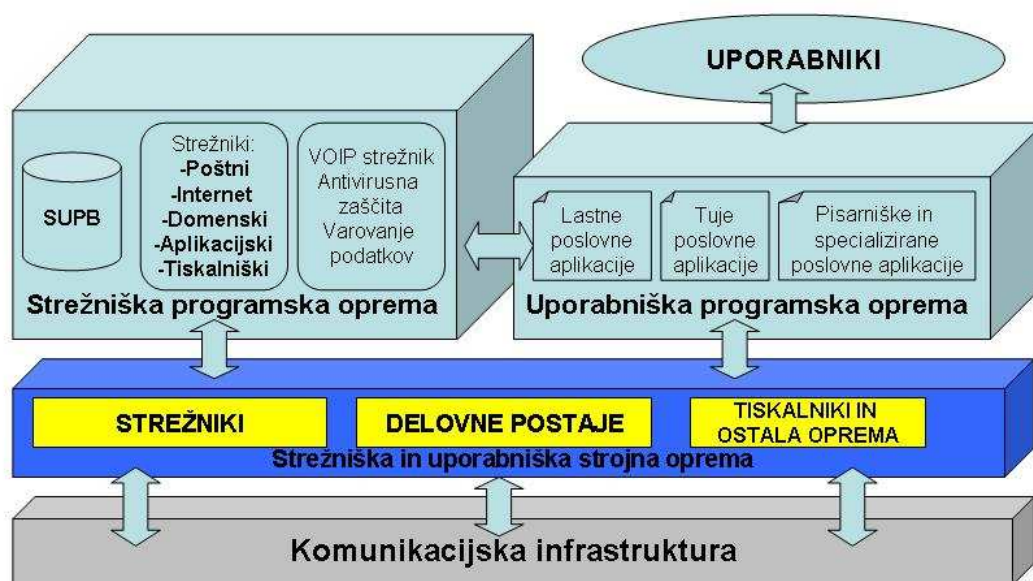 UPORABNIKI
SUPB
Strežniki:
-Poštni
-Internet
-Domenski
-Aplikacijski
-Tiskalniški
VOIP strežnik
Antivirusna
zaščita
Varovanje
podatkov
Strežniška programska oprema
Lastne
poslovne
aplikacije
Tuje
poslovne
aplikacije
Pisarniške in
specializirane
poslovne aplikacije
Uporabniška programska oprema
STREŽNIKI
DELOVNE POSTAJE
TISKALNIKI IN
OSTALA OPREMA
Strežniška in uporabniška strojna oprema
Komunikacijska infrastruktura